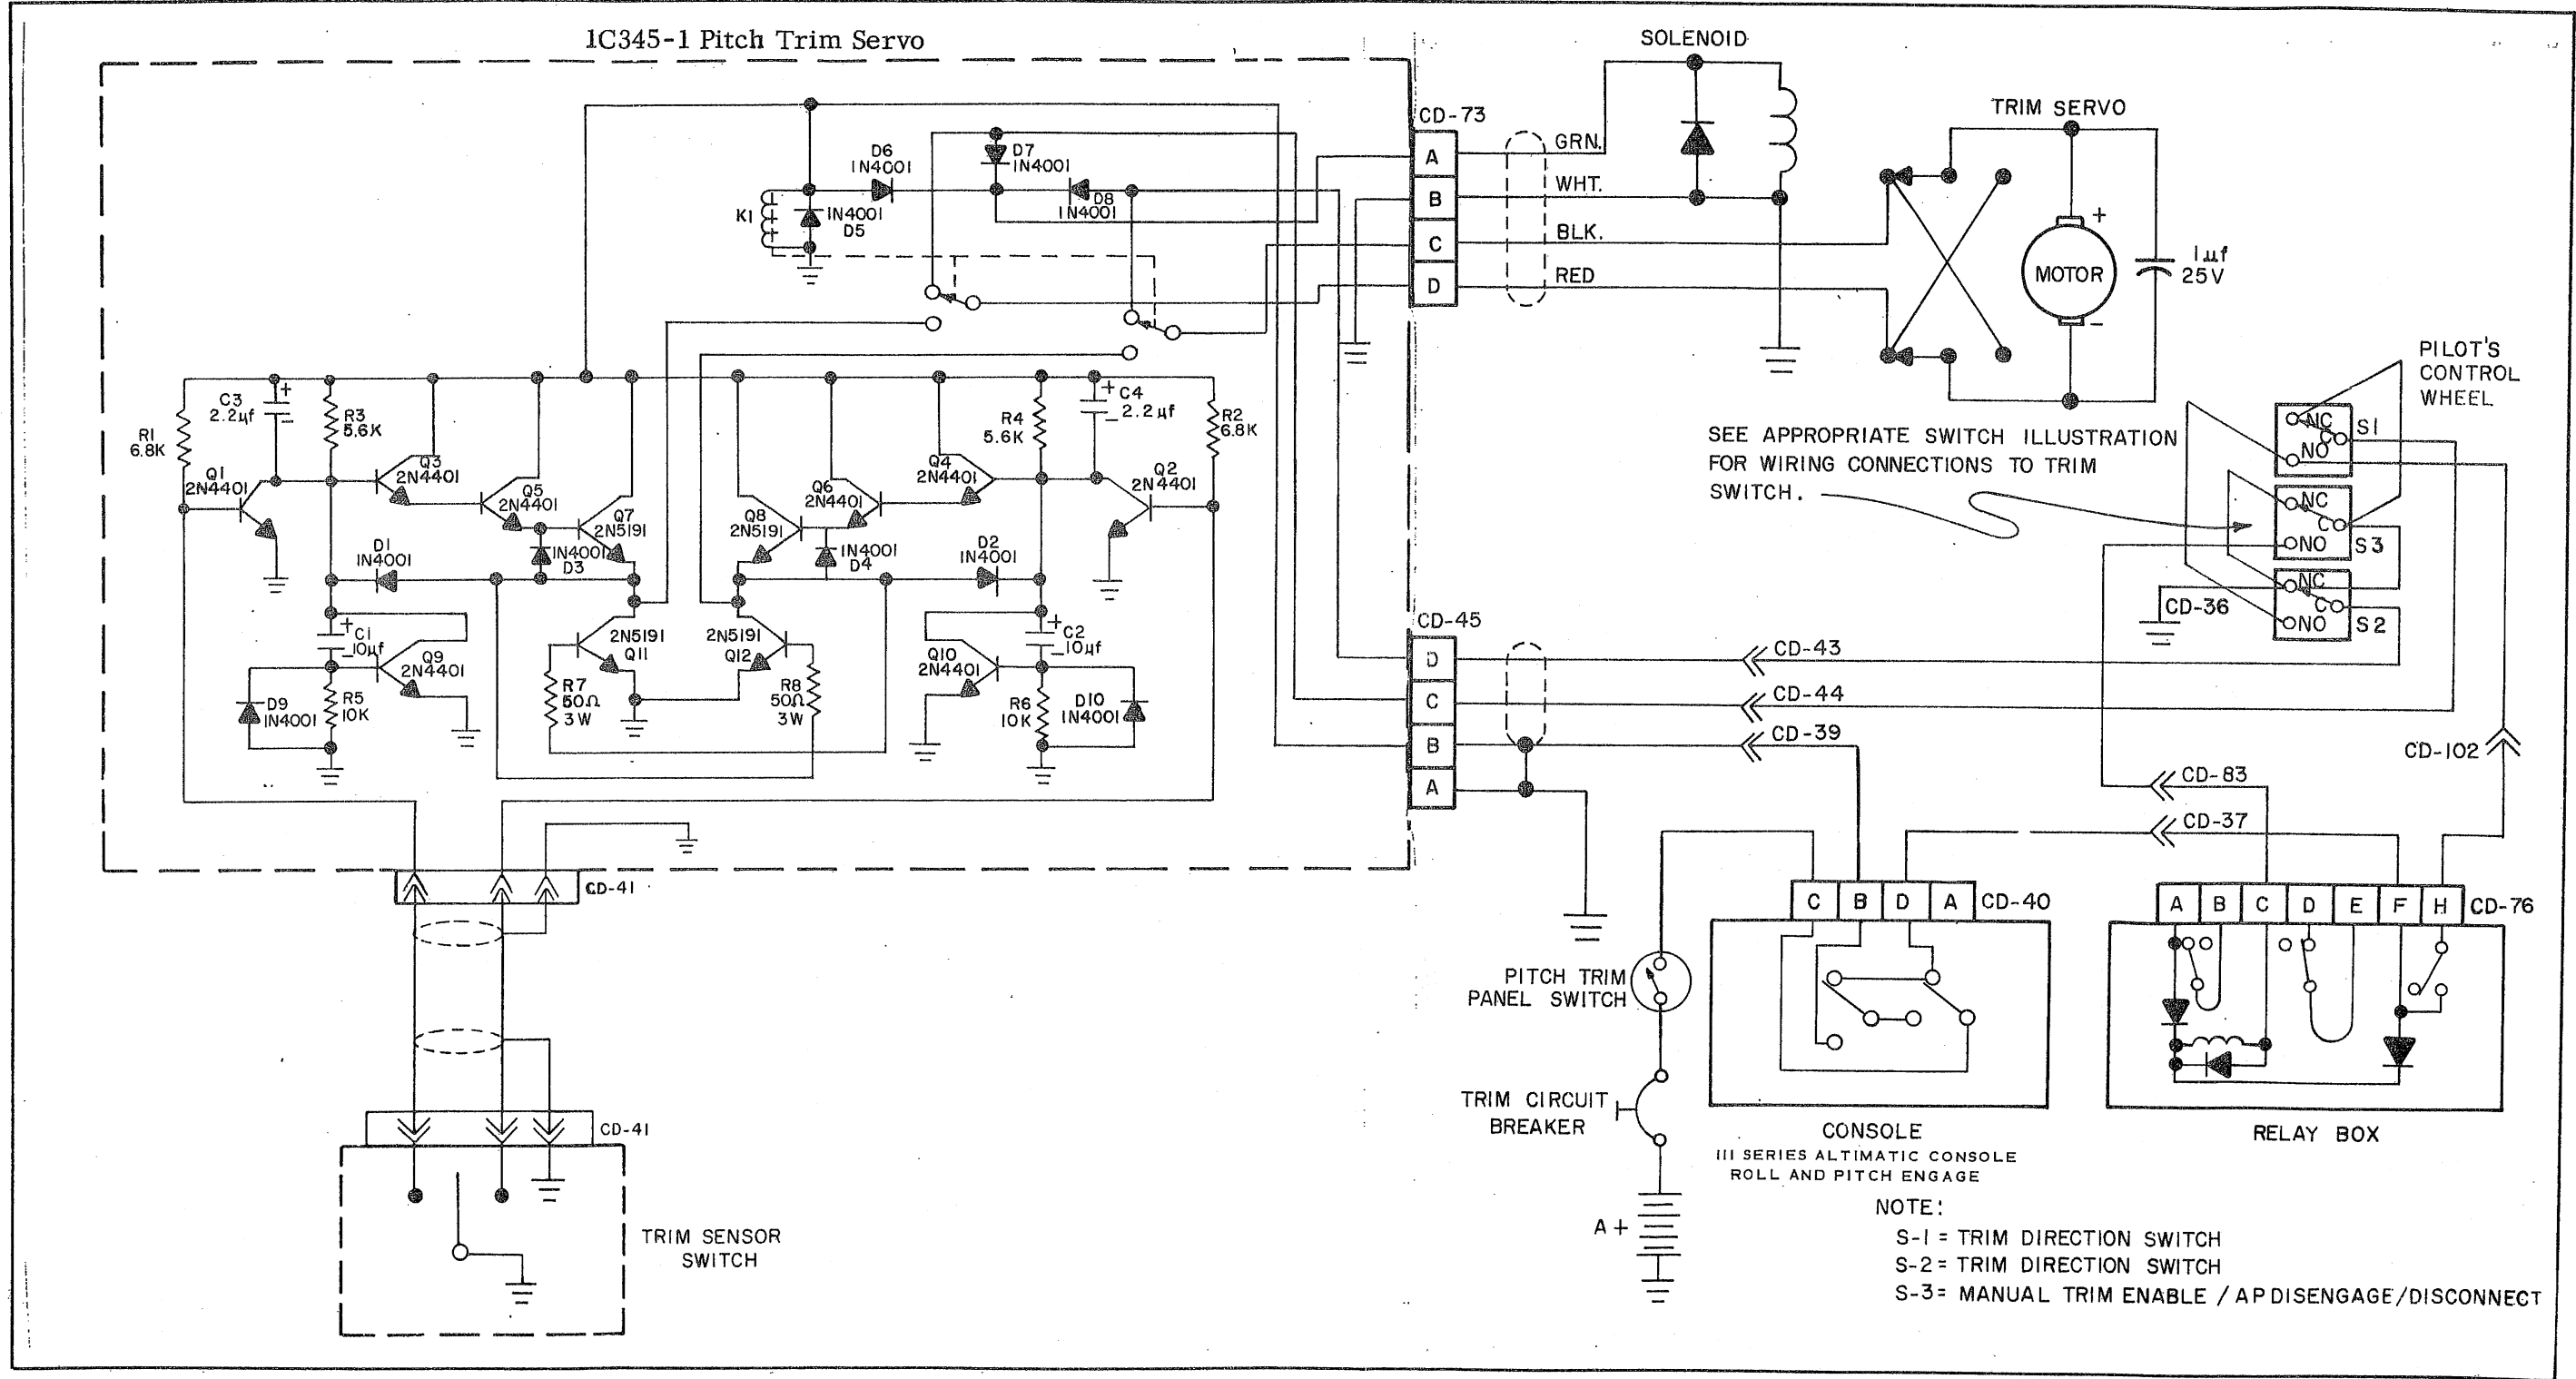 1C345-1 Pitch Trim Servo
SOLENOID
CD-73
TRIM SERVO
GRN.
WHT.
BLK.
RED
A
B
C
D
D6
1N4001
D7
1N4001
D8
1N4001
K1
1N4001
D5
+
MOTOR
-
1µf
25V
PILOT'S
CONTROL
WHEEL
SEE APPROPRIATE SWITCH ILLUSTRATION
FOR WIRING CONNECTIONS TO TRIM
SWITCH.
NC
C
NO
S1
NC
C
NO
S3
NC
C
NO
S2
CD-36
R1
6.8K
C3
2.2µf
+
-
R3
5.6K
Q1
2N4401
Q3
2N4401
Q5
2N4401
Q7
2N5191
D1
1N4001
1N4001
D3
Q8
2N5191
Q6
2N4401
Q4
2N4401
R4
5.6K
+
C4
-
2.2µf
R2
6.8K
Q2
2N4401
1N4001
D4
D2
1N4001
+
C1
-
10µf
Q9
2N4401
D9
1N4001
R5
10K
2N5191
Q11
2N5191
Q12
R7
50Ω
3W
R8
50Ω
3W
Q10
2N4401
+
C2
-
10µf
R6
10K
D10
1N4001
CD-45
D
C
B
A
CD-43
CD-44
CD-39
CD-102
CD-83
CD-37
CD-41
CD-41
TRIM SENSOR
SWITCH
PITCH TRIM
PANEL SWITCH
TRIM CIRCUIT
BREAKER
A+
C B D A
CD-40
CONSOLE
III SERIES ALTIMATIC CONSOLE
ROLL AND PITCH ENGAGE
A B C D E F H
CD-76
RELAY BOX
NOTE:
S-1 = TRIM DIRECTION SWITCH
S-2 = TRIM DIRECTION SWITCH
S-3 = MANUAL TRIM ENABLE / AP DISENGAGE/DISCONNECT